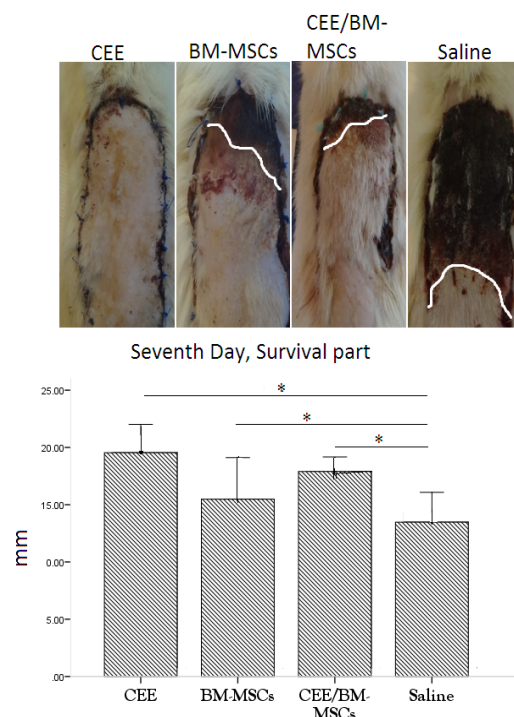 CEE
BM-MSCs
CEE/BM-
MSCs
Saline
Seventh Day, Survival part
*
*
*
25.00
20.00
15.00
0.00
5.00
.00
mm
CEE
BM-MSCs
CEE/BM-
MSCs
Saline